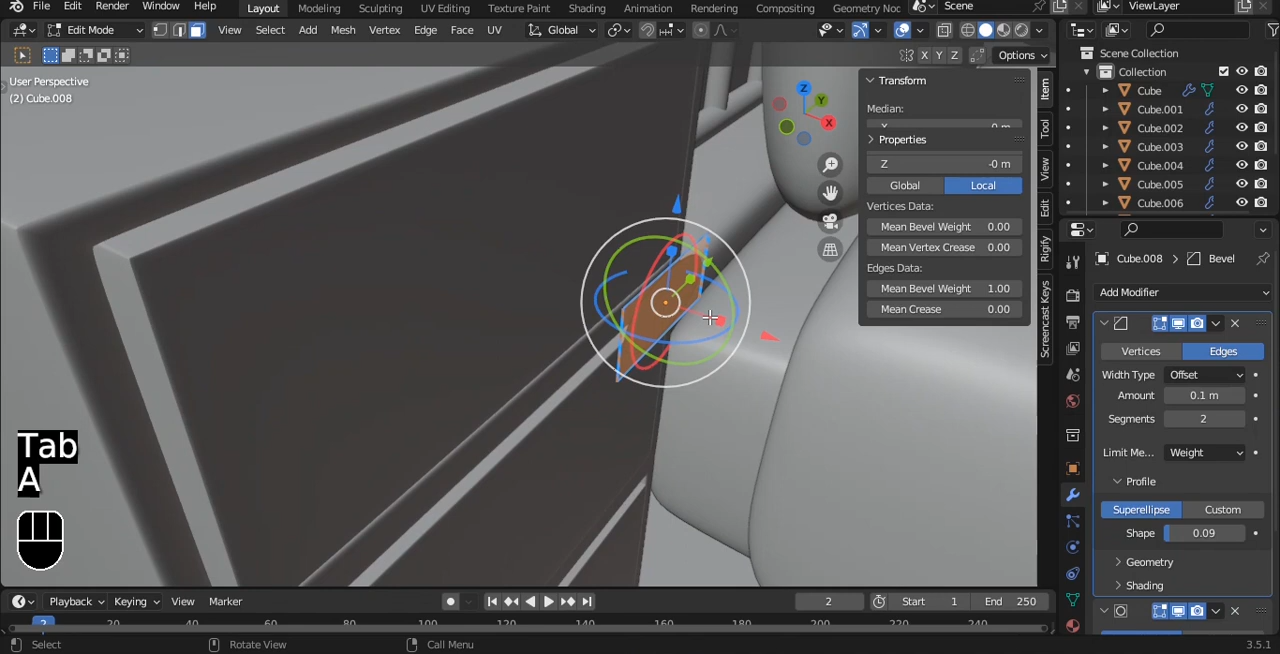 File Edit Render Window Help Layout Modeling Sculpting UV Editing Texture Paint Shading Animation Rendering Compositing Geometry Noc Scene ViewLayer
Edit Mode View Select Add Mesh Vertex Edge Face UV Global
X Y Z Options
User Perspective
(2) Cube.008
Z
Y
X
Transform
Median:
Properties
Z -0 m
Global Local
Vertices Data:
Mean Bevel Weight 0.00
Mean Vertex Crease 0.00
Edges Data:
Mean Bevel Weight 1.00
Mean Crease 0.00
Item
Tool
View
Edit
Rigify
Screencast Keys
Scene Collection
Collection
Cube
Cube.001
Cube.002
Cube.003
Cube.004
Cube.005
Cube.006
Cube.008 > Bevel
Add Modifier
Vertices Edges
Width Type Offset
Amount 0.1 m
Segments 2
Limit Me... Weight
Profile
Superellipse Custom
Shape 0.09
Geometry
Shading
Tab
A
Playback Keying View Marker 2 Start 1 End 250
2 20 40 60 80 100 120 140 160 180 200 220 240
Select Rotate View Call Menu 3.5.1